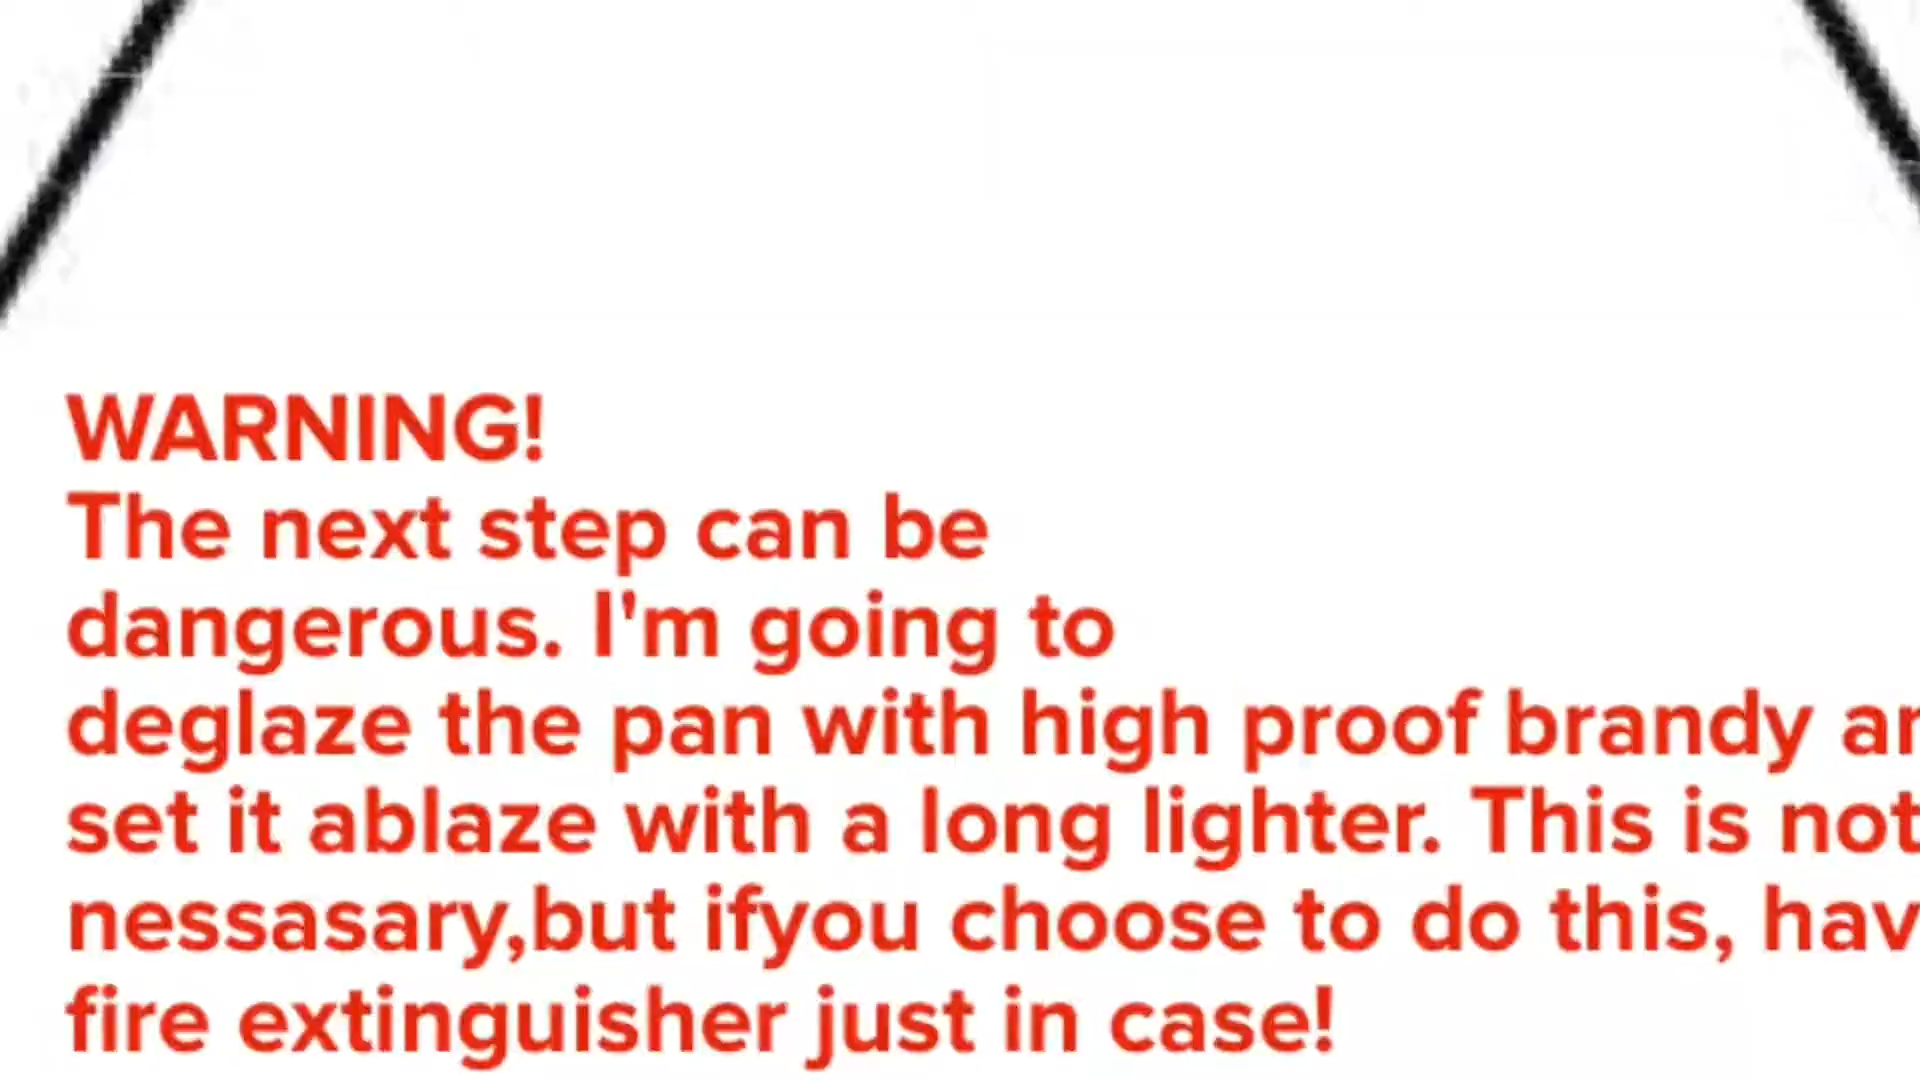 WARNING!
The next step can be
dangerous. I'm going to
deglaze the pan with high proof brandy
set it ablaze with a long lighter. This is not
nessasary,but ifyou choose to do this,
fire extinguisher just in case!